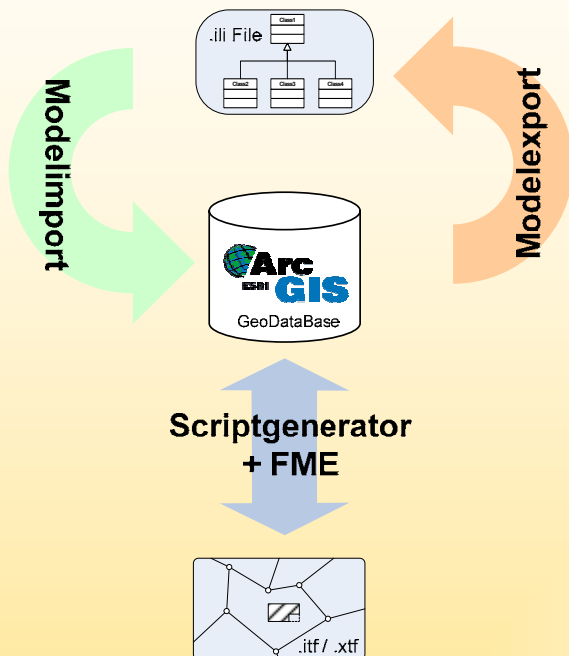 .ili File
Class1
Class2
Class3
Class4
Modelimport
Modelexport
Arc
ESRI GIS
GeoDataBase
Scriptgenerator
+ FME
.itf / .xtf